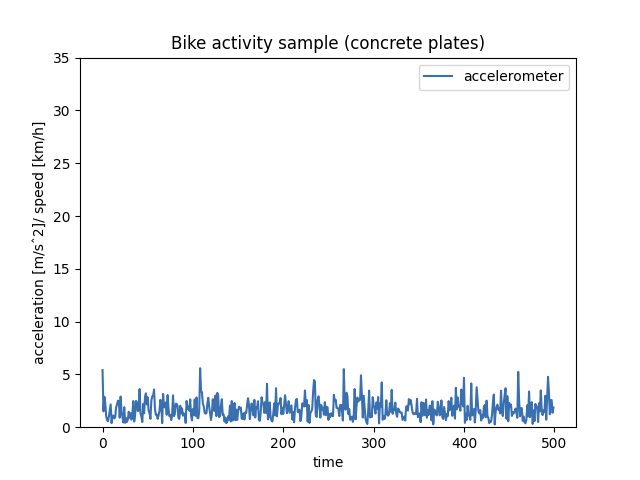 Bike activity sample (concrete plates)
accelerometer
35
30
25
20
15
10
5
0
acceleration [m/s^2]/ speed [km/h]
0 100 200 300 400 500
time